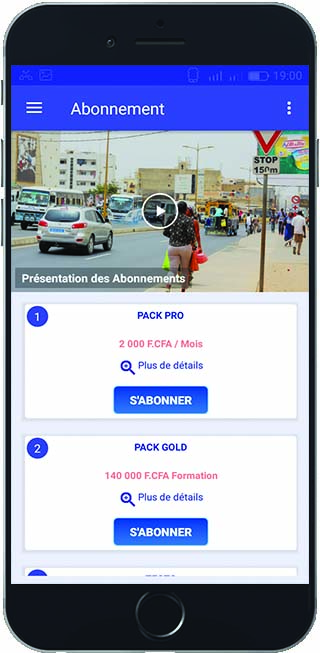 19:00
Abonnement
STOP
150m
Présentation des Abonnements
1
PACK PRO
2 000 F.CFA / Mois
Plus de détails
S'ABONNER
2
PACK GOLD
140 000 F.CFA Formation
Plus de détails
S'ABONNER